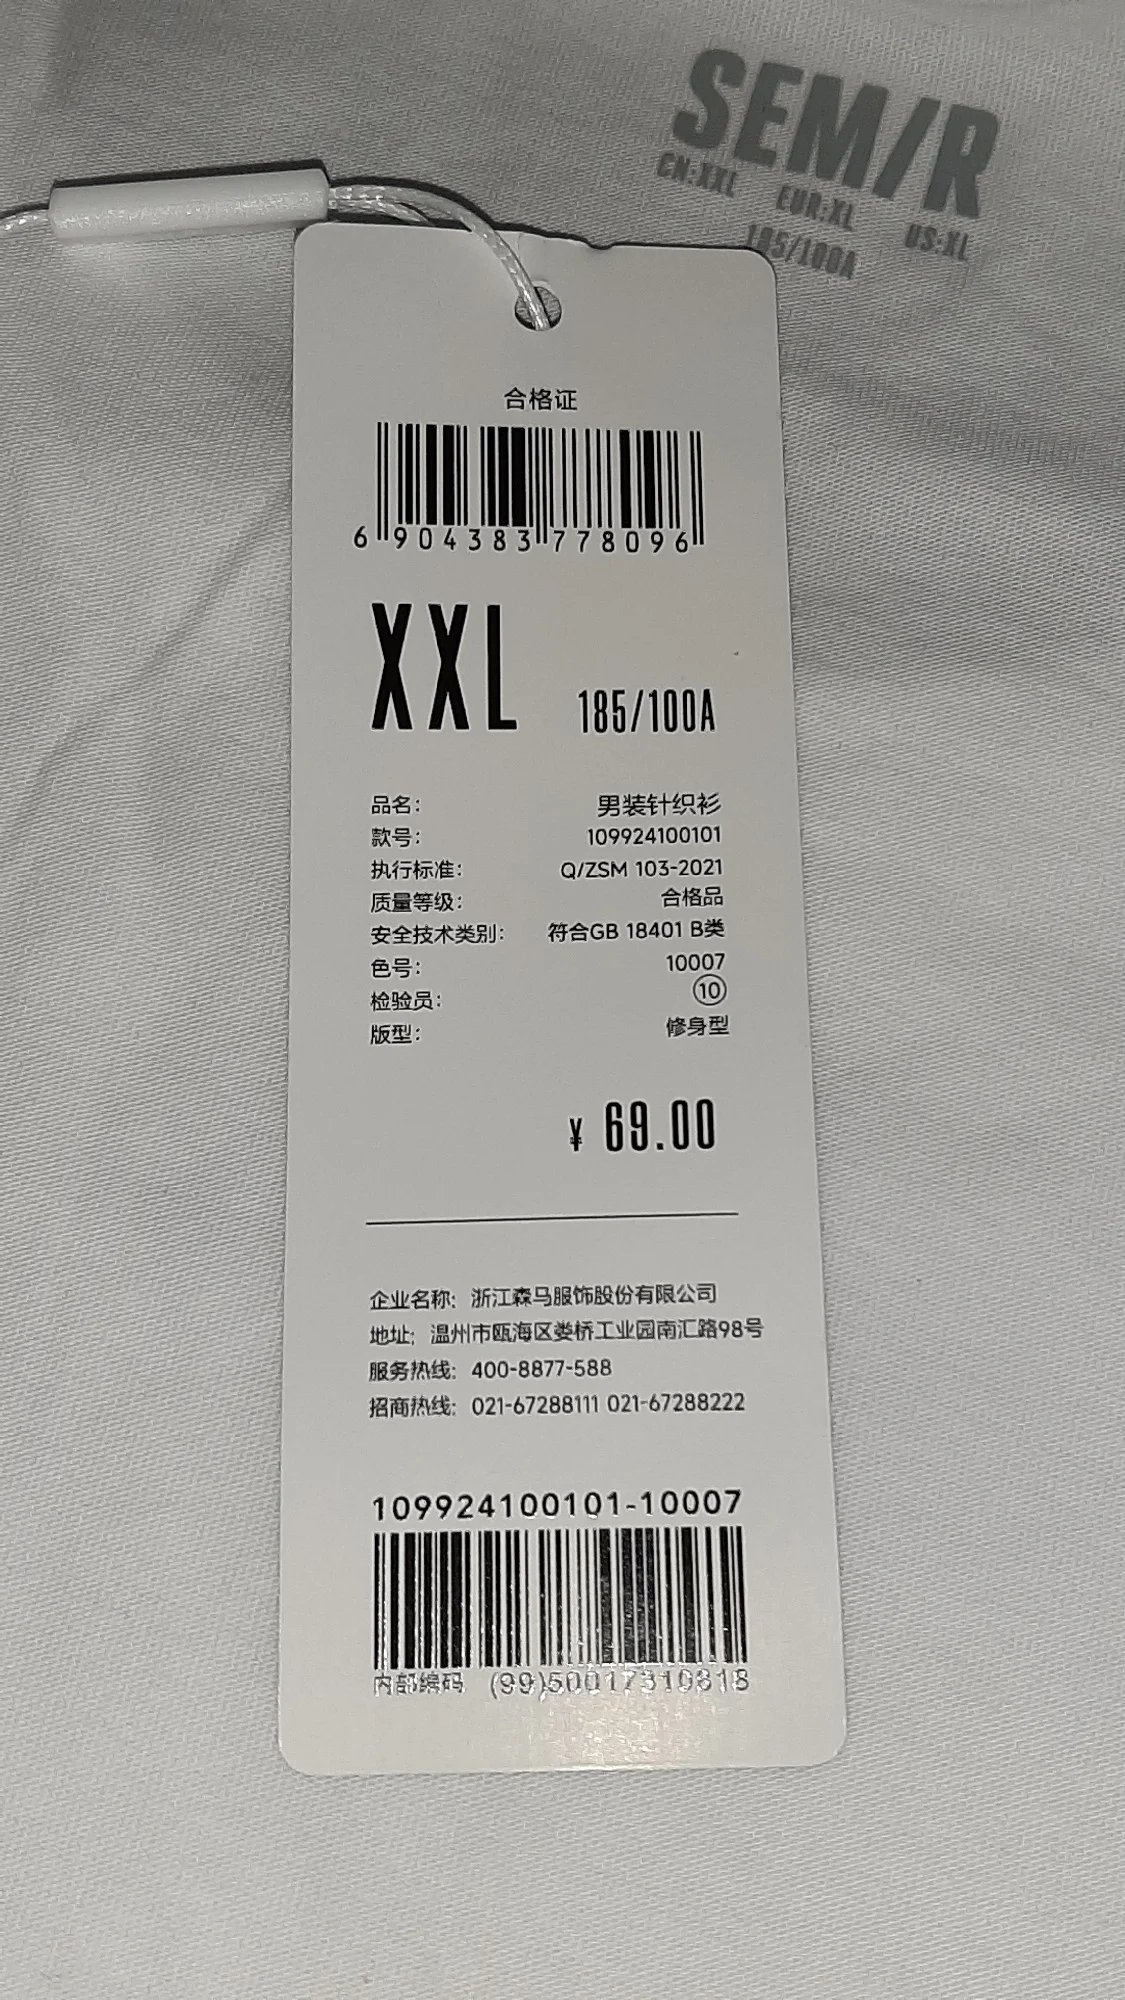 SEM/R
CN:XXL EUR:XL US:XL
185/100A
合格证
6 904383 778096
XXL 185/100A
品名： 男装针织衫
款号： 109924100101
执行标准： Q/ZSM 103-2021
质量等级： 合格品
安全技术类别： 符合GB 18401 B类
色号： 10007
检验员： ⑩
版型： 修身型
¥ 69.00
企业名称：浙江森马服饰股份有限公司
地址：温州市瓯海区娄桥工业园南汇路98号
服务热线：400-8877-588
招商热线：021-67288111 021-67288222
109924100101-10007
内部编码 (99)50017310818